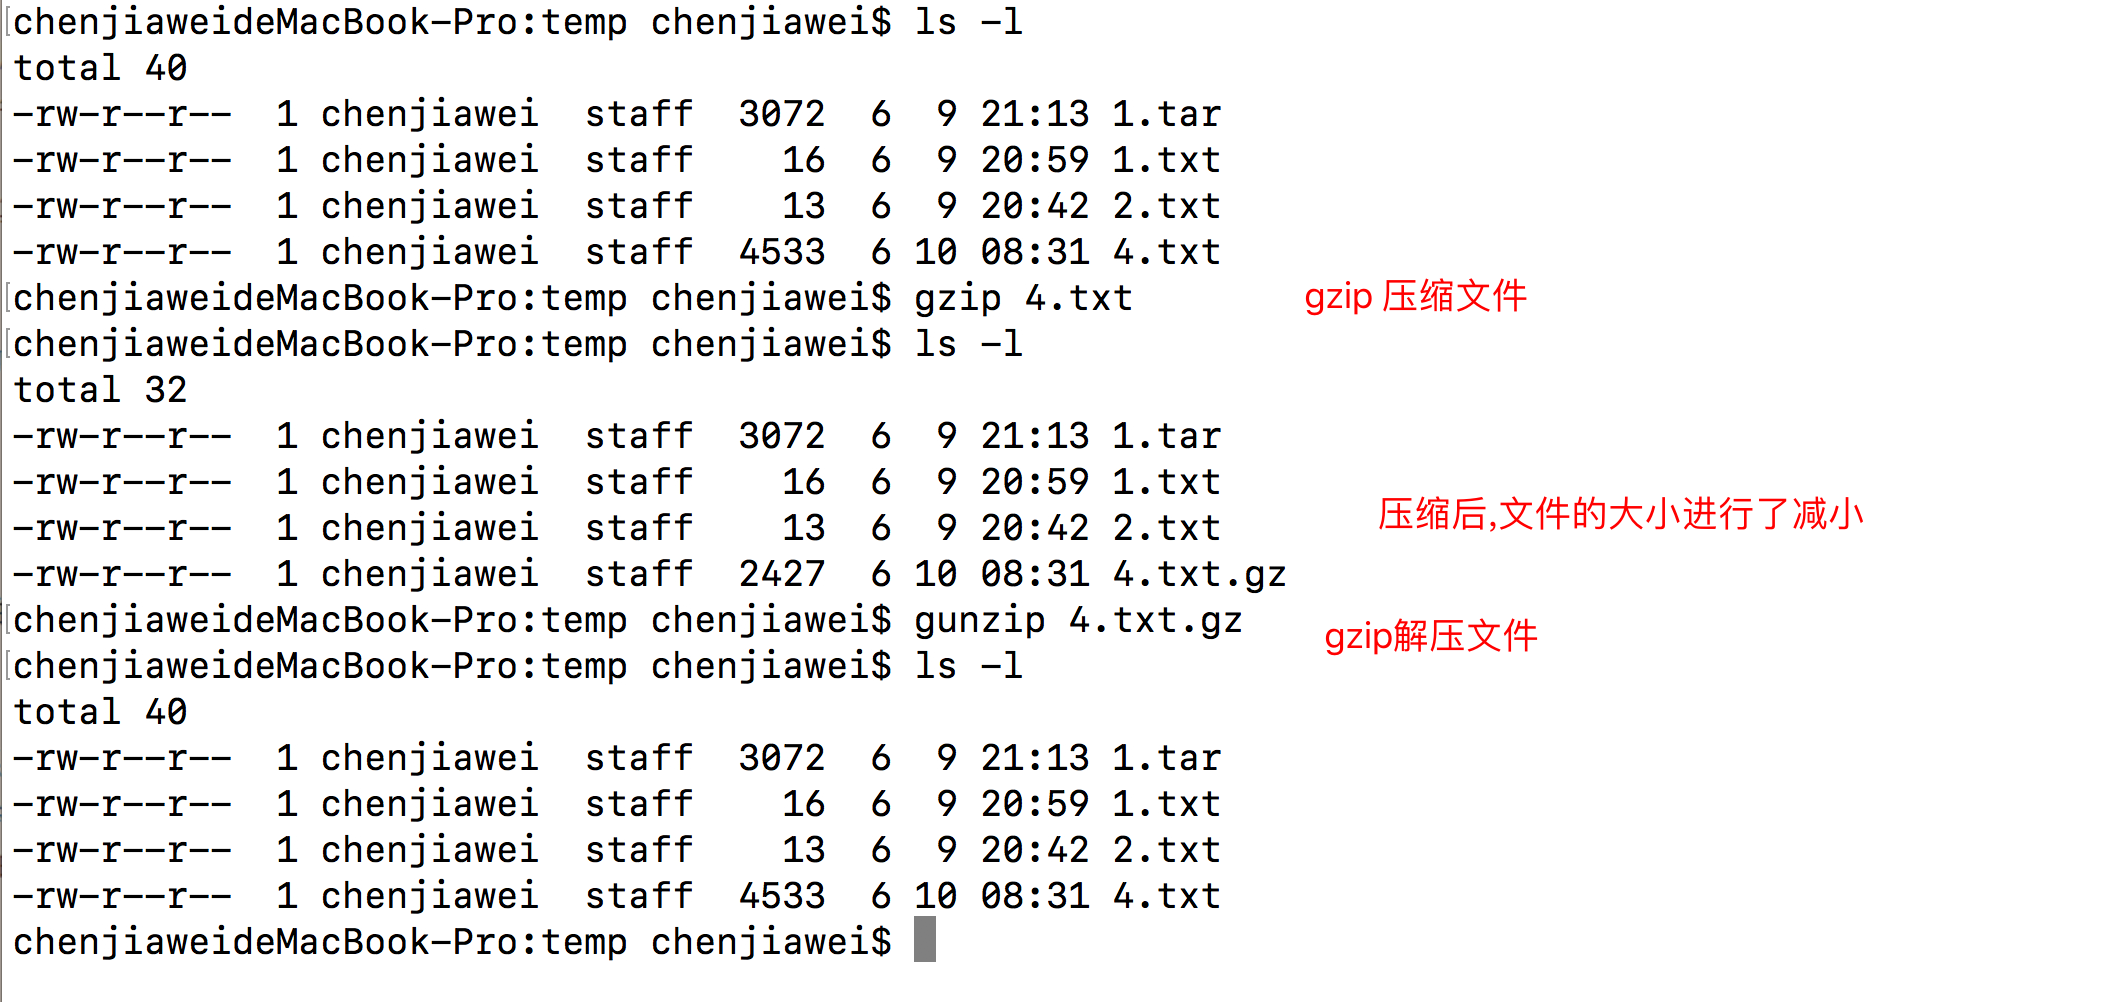 chenjiaweideMacBook-Pro:temp chenjiawei$ ls -l
total 40
-rw-r--r--  1 chenjiawei  staff  3072  6  9 21:13 1.tar
-rw-r--r--  1 chenjiawei  staff    16  6  9 20:59 1.txt
-rw-r--r--  1 chenjiawei  staff    13  6  9 20:42 2.txt
-rw-r--r--  1 chenjiawei  staff  4533  6 10 08:31 4.txt
chenjiaweideMacBook-Pro:temp chenjiawei$ gzip 4.txt gzip 压缩文件
chenjiaweideMacBook-Pro:temp chenjiawei$ ls -l
total 32
-rw-r--r--  1 chenjiawei  staff  3072  6  9 21:13 1.tar
-rw-r--r--  1 chenjiawei  staff    16  6  9 20:59 1.txt
压缩后,文件的大小进行了减小
-rw-r--r--  1 chenjiawei  staff    13  6  9 20:42 2.txt
-rw-r--r--  1 chenjiawei  staff  2427  6 10 08:31 4.txt.gz
chenjiaweideMacBook-Pro:temp chenjiawei$ gunzip 4.txt.gz
gzip解压文件
chenjiaweideMacBook-Pro:temp chenjiawei$ ls -l
total 40
-rw-r--r--  1 chenjiawei  staff  3072  6  9 21:13 1.tar
-rw-r--r--  1 chenjiawei  staff    16  6  9 20:59 1.txt
-rw-r--r--  1 chenjiawei  staff    13  6  9 20:42 2.txt
-rw-r--r--  1 chenjiawei  staff  4533  6 10 08:31 4.txt
chenjiaweideMacBook-Pro:temp chenjiawei$